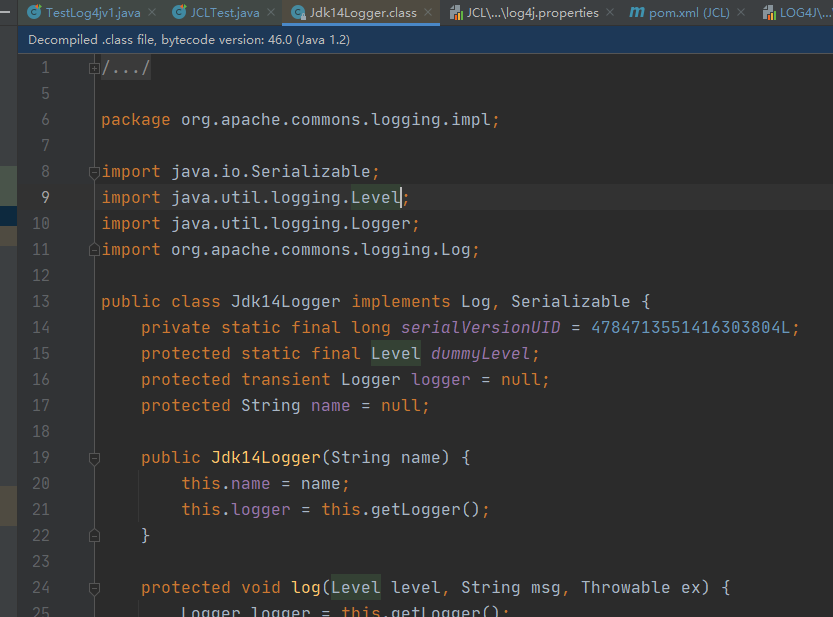 TestLog4jv1.java JCLTest.java Jdk14Logger.class JCL\...\log4j.properties pom.xml (JCL) LOG4J\...
Decompiled .class file, bytecode version: 46.0 (Java 1.2)
1 /.../
5
6 package org.apache.commons.logging.impl;
7
8 import java.io.Serializable;
9 import java.util.logging.Level;
10 import java.util.logging.Logger;
11 import org.apache.commons.logging.Log;
12
13 public class Jdk14Logger implements Log, Serializable {
14 private static final long serialVersionUID = 4784713551416303804L;
15 protected static final Level dummyLevel;
16 protected transient Logger logger = null;
17 protected String name = null;
18
19 public Jdk14Logger(String name) {
20 this.name = name;
21 this.logger = this.getLogger();
22 }
23
24 protected void log(Level level, String msg, Throwable ex) {
25 Logger logger = this.getLogger();